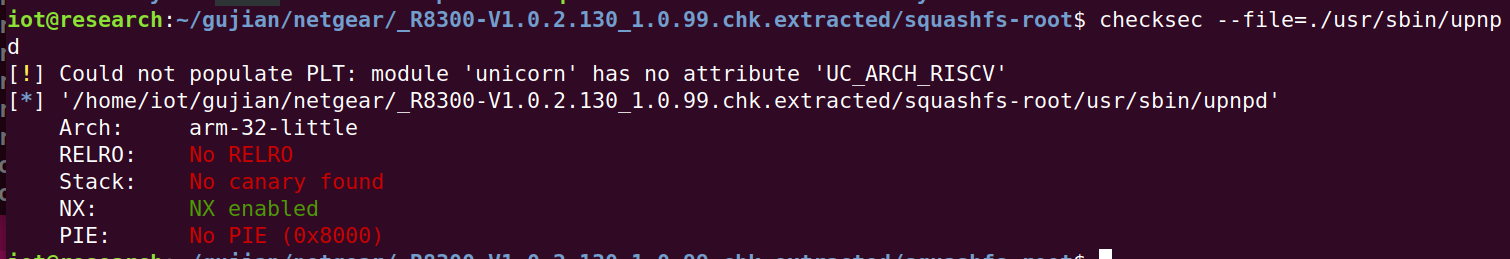 iot@research:~/gujian/netgear/_R8300-V1.0.2.130_1.0.99.chk.extracted/squashfs-root$ checksec --file=./usr/sbin/upnp
d
[!] Could not populate PLT: module 'unicorn' has no attribute 'UC_ARCH_RISCV'
[*] '/home/iot/gujian/netgear/_R8300-V1.0.2.130_1.0.99.chk.extracted/squashfs-root/usr/sbin/upnpd'
    Arch:     arm-32-little
    RELRO:    No RELRO
    Stack:    No canary found
    NX:       NX enabled
    PIE:      No PIE (0x8000)
iot@research:~/gujian/netgear/_R8300-V1.0.2.130_1.0.99.chk.extracted/squashfs-root$